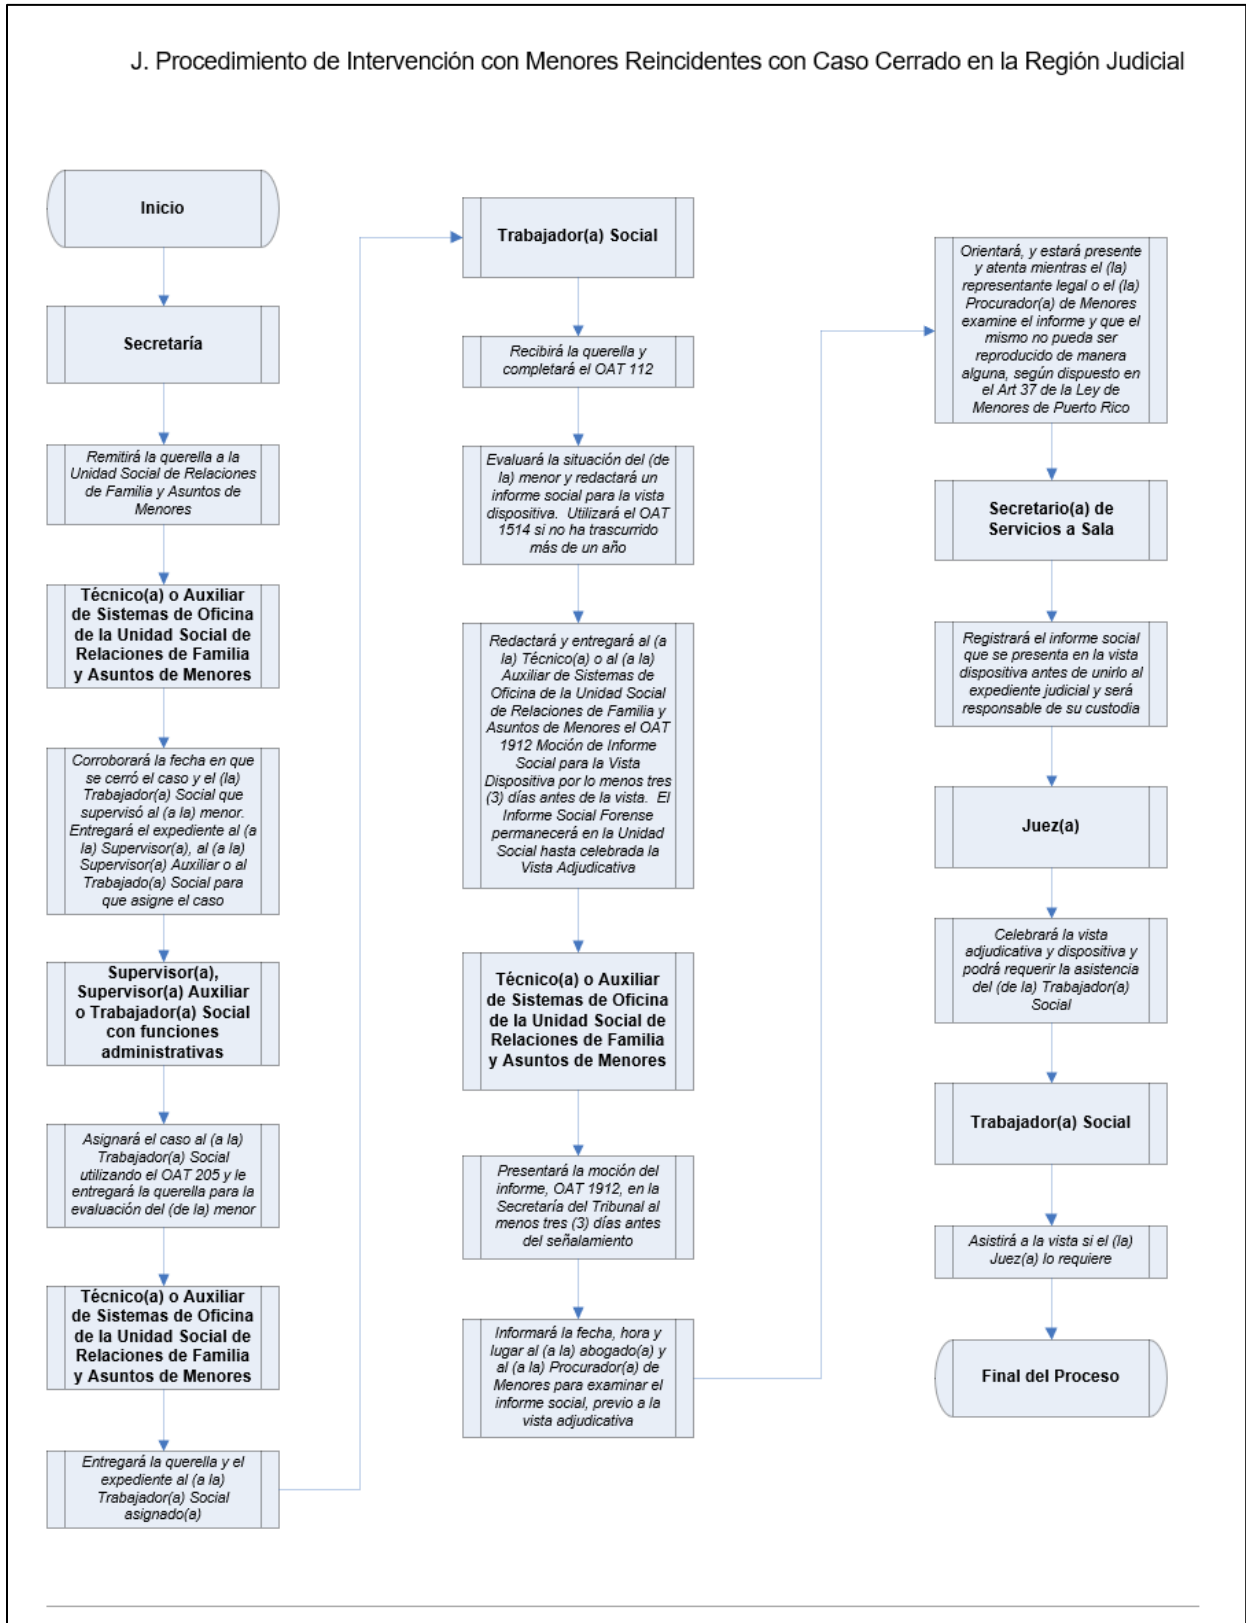 J. Procedimiento de Intervención con Menores Reincidentes con Caso Cerrado en la Región Judicial
Inicio
Secretaría
Remitirá la querella a la
Unidad Social de Relaciones
de Familia y Asuntos de
Menores
Técnico(a) o Auxiliar
de Sistemas de Oficina
de la Unidad Social de
Relaciones de Familia
y Asuntos de Menores
Corroborará la fecha en que
se cerró el caso y el (la)
Trabajador(a) Social que
supervisó al (a la) menor.
Entregará el expediente al (a
la) Supervisor(a), al (a la)
Supervisor(a) Auxiliar o al
Trabajado(a) Social para
que asigne el caso
Supervisor(a),
Supervisor(a) Auxiliar
o Trabajador(a) Social
con funciones
administrativas
Asignará el caso al (a la)
Trabajador(a) Social
utilizando el OAT 205 y le
entregará la querella para la
evaluación del (de la) menor
Técnico(a) o Auxiliar
de Sistemas de Oficina
de la Unidad Social de
Relaciones de Familia
y Asuntos de Menores
Entregará la querella y el
expediente al (a la)
Trabajador(a) Social
asignado(a)
Trabajador(a) Social
Recibirá la querella y
completará el OAT 112
Evaluará la situación del (de
la) menor y redactará un
informe social para la vista
dispositiva. Utilizará el OAT
1514 si no ha trascurrido
más de un año
Redactará y entregará al (a
la) Técnico(a) o al (a la)
Auxiliar de Sistemas de
Oficina de la Unidad Social
de Relaciones de Familia y
Asuntos de Menores el OAT
1912 Moción de Informe
Social para la Vista
Dispositiva por lo menos tres
(3) días antes de la vista. El
Informe Social Forense
permanecerá en la Unidad
Social hasta celebrada la
Vista Adjudicativa
Técnico(a) o Auxiliar
de Sistemas de Oficina
de la Unidad Social de
Relaciones de Familia
y Asuntos de Menores
Presentará la moción del
informe, OAT 1912, en la
Secretaría del Tribunal al
menos tres (3) días antes
del señalamiento
Informará la fecha, hora y
lugar al (a la) abogado(a) y
al (a la) Procurador(a) de
Menores para examinar el
informe social, previo a la
vista adjudicativa
Orientará, y estará presente
y atenta mientras el (la)
representante legal o el (la)
Procurador(a) de Menores
examine el informe y que el
mismo no pueda ser
reproducido de manera
alguna, según dispuesto en
el Art 37 de la Ley de
Menores de Puerto Rico
Secretario(a) de
Servicios a Sala
Registrará el informe social
que se presenta en la vista
dispositiva antes de unirlo al
expediente judicial y será
responsable de su custodia
Juez(a)
Celebrará la vista
adjudicativa y dispositiva y
podrá requerir la asistencia
del (de la) Trabajador(a)
Social
Trabajador(a) Social
Asistirá a la vista si el (la)
Juez(a) lo requiere
Final del Proceso